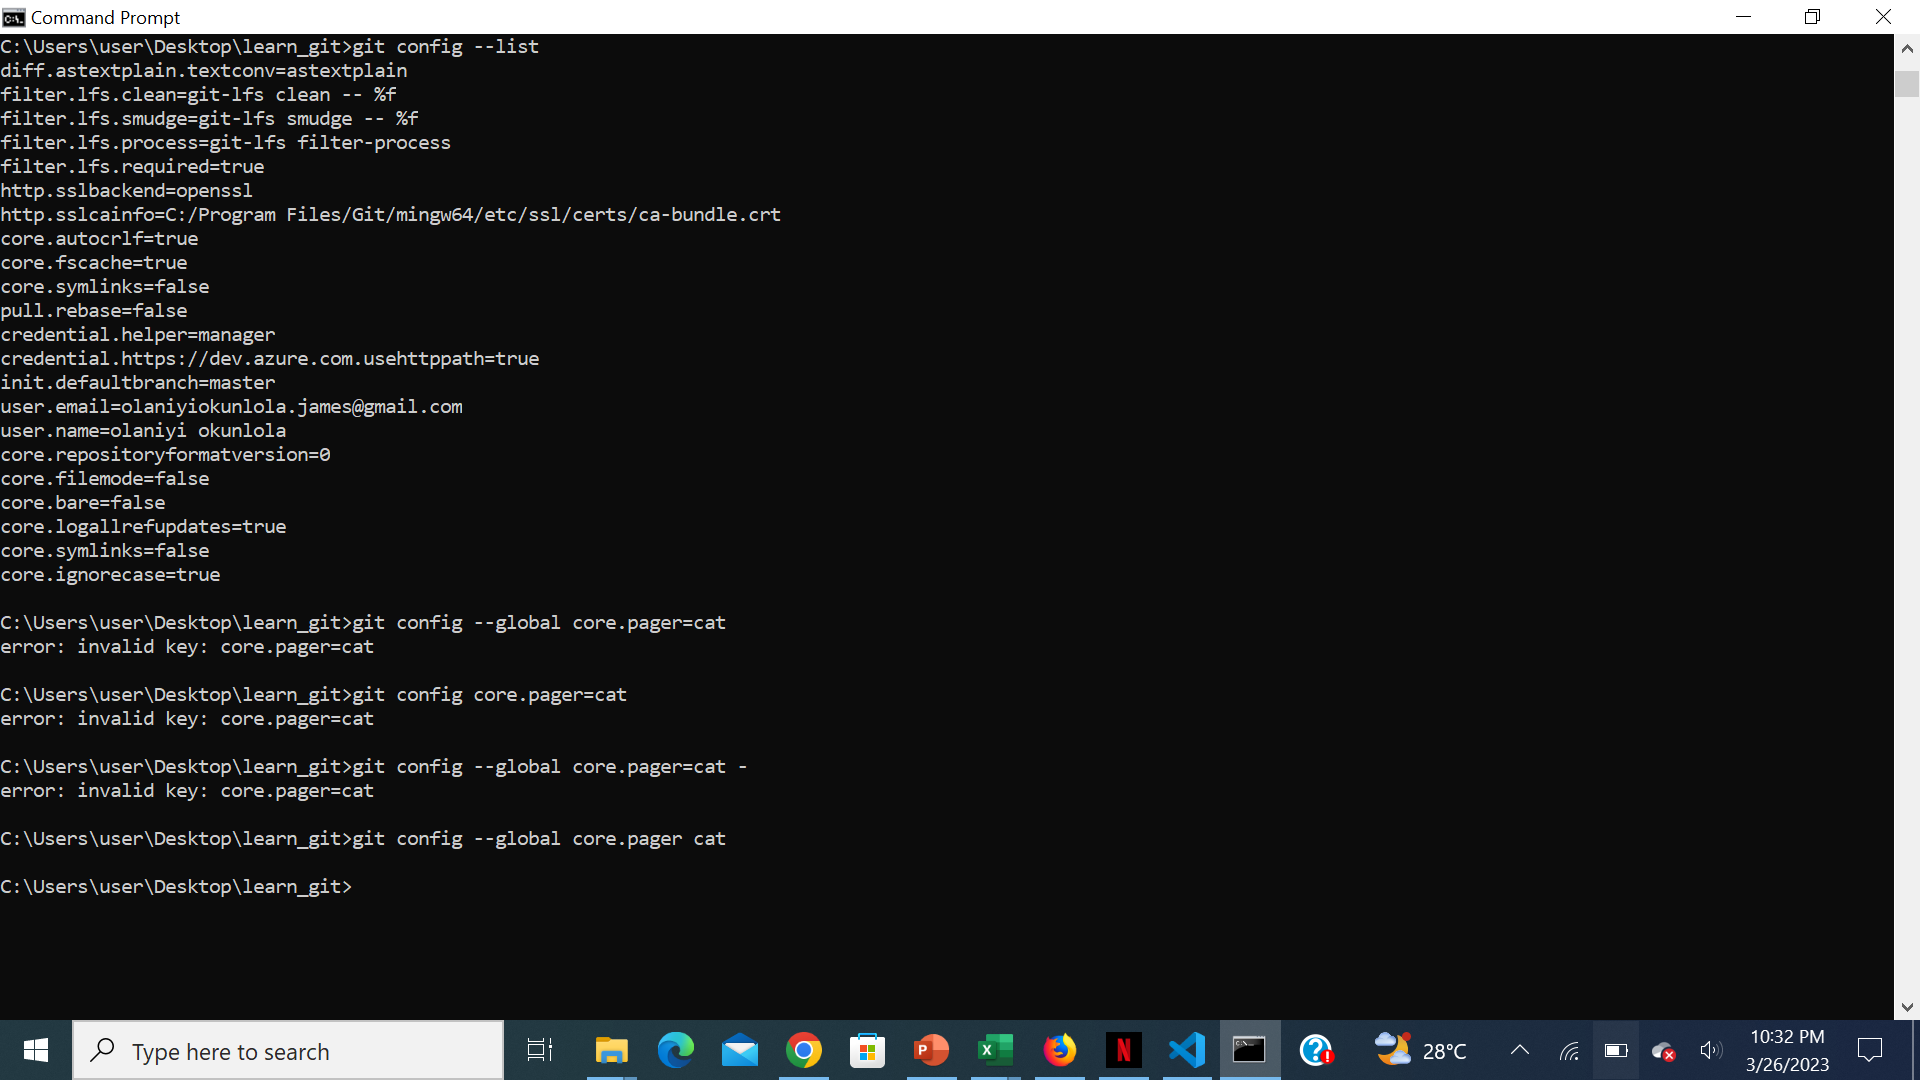 Command Prompt
C:\Users\user\Desktop\learn_git>git config --list
diff.astextplain.textconv=astextplain
filter.lfs.clean=git-lfs clean -- %f
filter.lfs.smudge=git-lfs smudge -- %f
filter.lfs.process=git-lfs filter-process
filter.lfs.required=true
http.sslbackend=openssl
http.sslcainfo=C:/Program Files/Git/mingw64/etc/ssl/certs/ca-bundle.crt
core.autocrlf=true
core.fscache=true
core.symlinks=false
pull.rebase=false
credential.helper=manager
credential.https://dev.azure.com.usehttppath=true
init.defaultbranch=master
user.email=olaniyiokunlola.james@gmail.com
user.name=olaniyi okunlola
core.repositoryformatversion=0
core.filemode=false
core.bare=false
core.logallrefupdates=true
core.symlinks=false
core.ignorecase=true
C:\Users\user\Desktop\learn_git>git config --global core.pager=cat
error: invalid key: core.pager=cat
C:\Users\user\Desktop\learn_git>git config core.pager=cat
error: invalid key: core.pager=cat
C:\Users\user\Desktop\learn_git>git config --global core.pager=cat -
error: invalid key: core.pager=cat
C:\Users\user\Desktop\learn_git>git config --global core.pager cat
C:\Users\user\Desktop\learn_git>
Type here to search
28°C
10:32 PM
3/26/2023